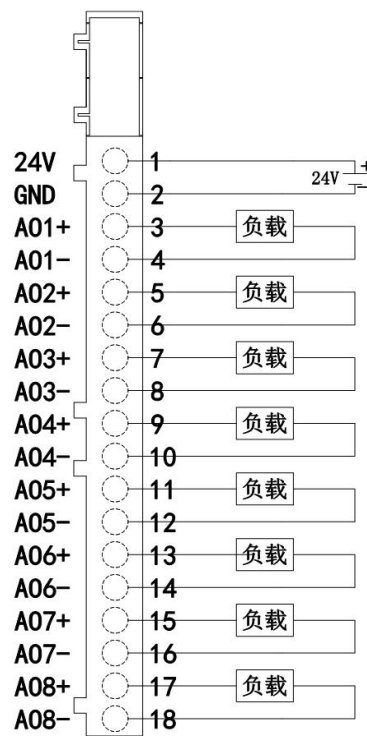 24V 1 +
24V
GND 2 -
A01+ 3 负载
A01- 4
A02+ 5 负载
A02- 6
A03+ 7 负载
A03- 8
A04+ 9 负载
A04- 10
A05+ 11 负载
A05- 12
A06+ 13 负载
A06- 14
A07+ 15 负载
A07- 16
A08+ 17 负载
A08- 18